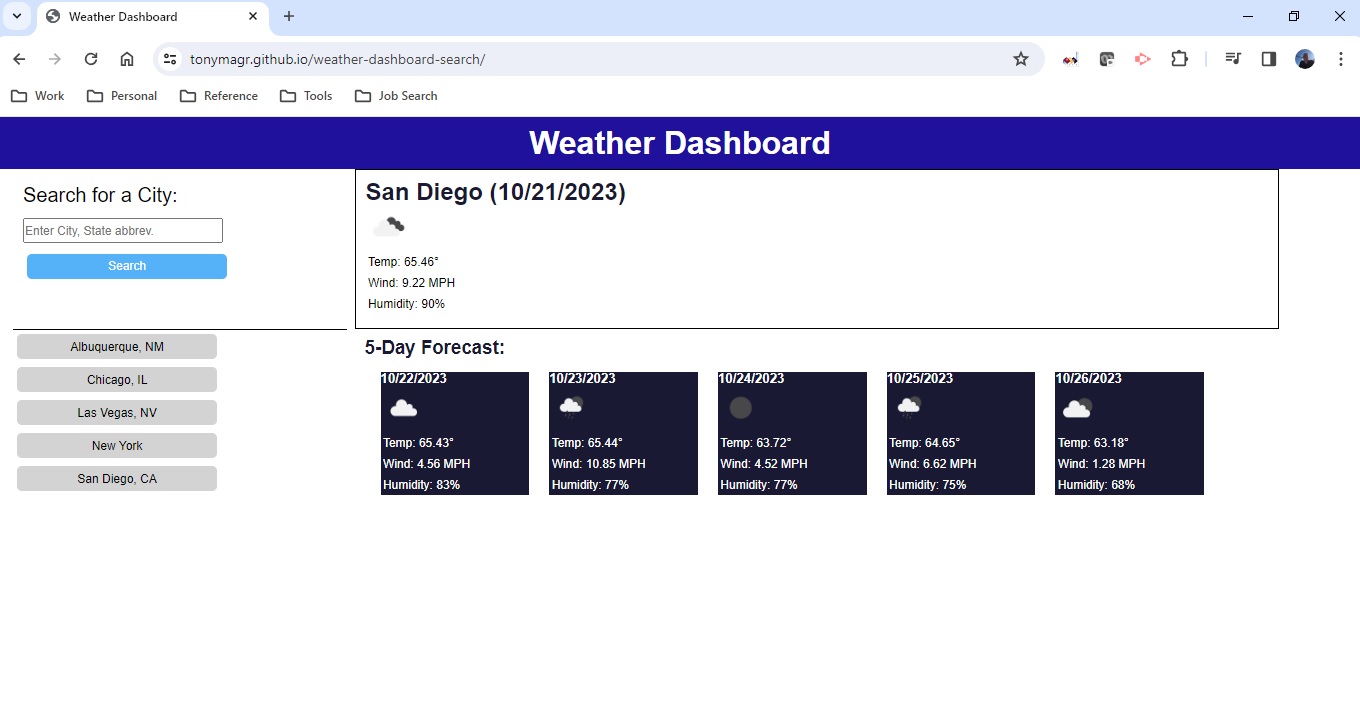 Weather Dashboard
tonymagr.github.io/weather-dashboard-search/
Work Personal Reference Tools Job Search
Weather Dashboard
Search for a City:
Enter City, State abbrev.
Search
Albuquerque, NM
Chicago, IL
Las Vegas, NV
New York
San Diego, CA
San Diego (10/21/2023)
Temp: 65.46°
Wind: 9.22 MPH
Humidity: 90%
5-Day Forecast:
10/22/2023
Temp: 65.43°
Wind: 4.56 MPH
Humidity: 83%
10/23/2023
Temp: 65.44°
Wind: 10.85 MPH
Humidity: 77%
10/24/2023
Temp: 63.72°
Wind: 4.52 MPH
Humidity: 77%
10/25/2023
Temp: 64.65°
Wind: 6.62 MPH
Humidity: 75%
10/26/2023
Temp: 63.18°
Wind: 1.28 MPH
Humidity: 68%